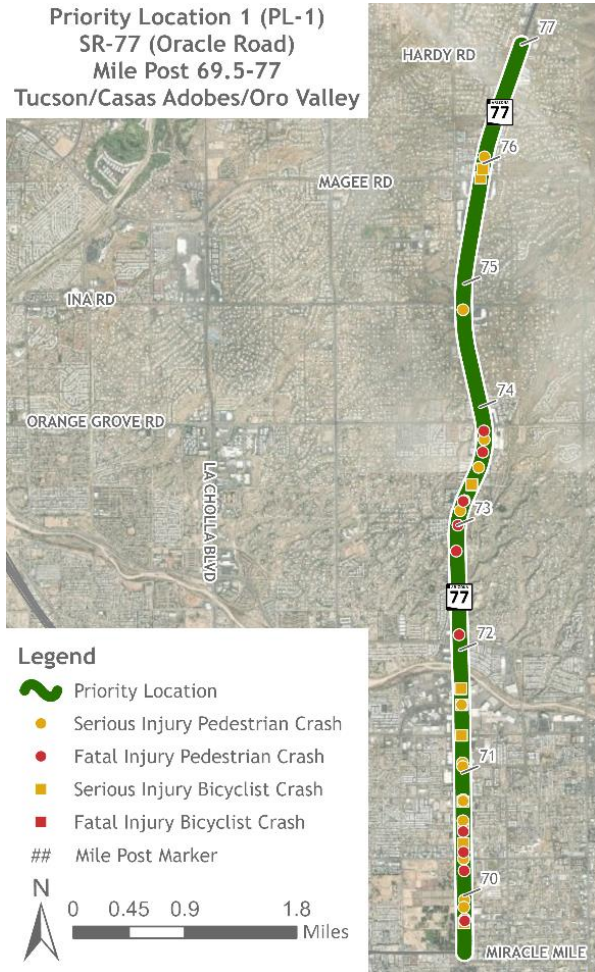 Priority Location 1 (PL-1)
SR-77 (Oracle Road)
Mile Post 69.5-77
Tucson/Casas Adobes/Oro Valley
HARDY RD
77
ARIZONA
77
76
MAGEE RD
75
INA RD
74
ORANGE GROVE RD
LA CHOLLA BLVD
73
ARIZONA
77
72
71
70
MIRACLE MILE
Legend
Priority Location
Serious Injury Pedestrian Crash
Fatal Injury Pedestrian Crash
Serious Injury Bicyclist Crash
Fatal Injury Bicyclist Crash
## Mile Post Marker
N
0 0.45 0.9 1.8
Miles